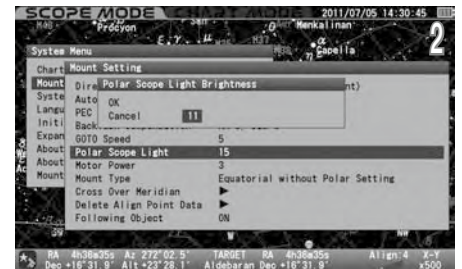 SCOPE MODE 2011/07/05 14:30:45
Procyon
Menkalinan
2
Capella
System Menu
Chart
Mount Setting
Mount
Polar Scope Light Brightness
Syste
Auto
OK
Langu
PEC
Cancel 11
Initi
Expan
GOTO Speed 5
About
Polar Scope Light 15
About
Motor Power 3
Mount
Mount Type Equatorial without Polar Setting
Cross Over Meridian ▶
Delete Align Point Data ▶
Following Object ON
W
NW
RA 4h36m35s Az 272°02.5' TARGET RA 4h36m35s Align:4 X-Y
Dec +16°31.9' Alt +23°28.1' Aldebaran Dec +16°31.9' x500